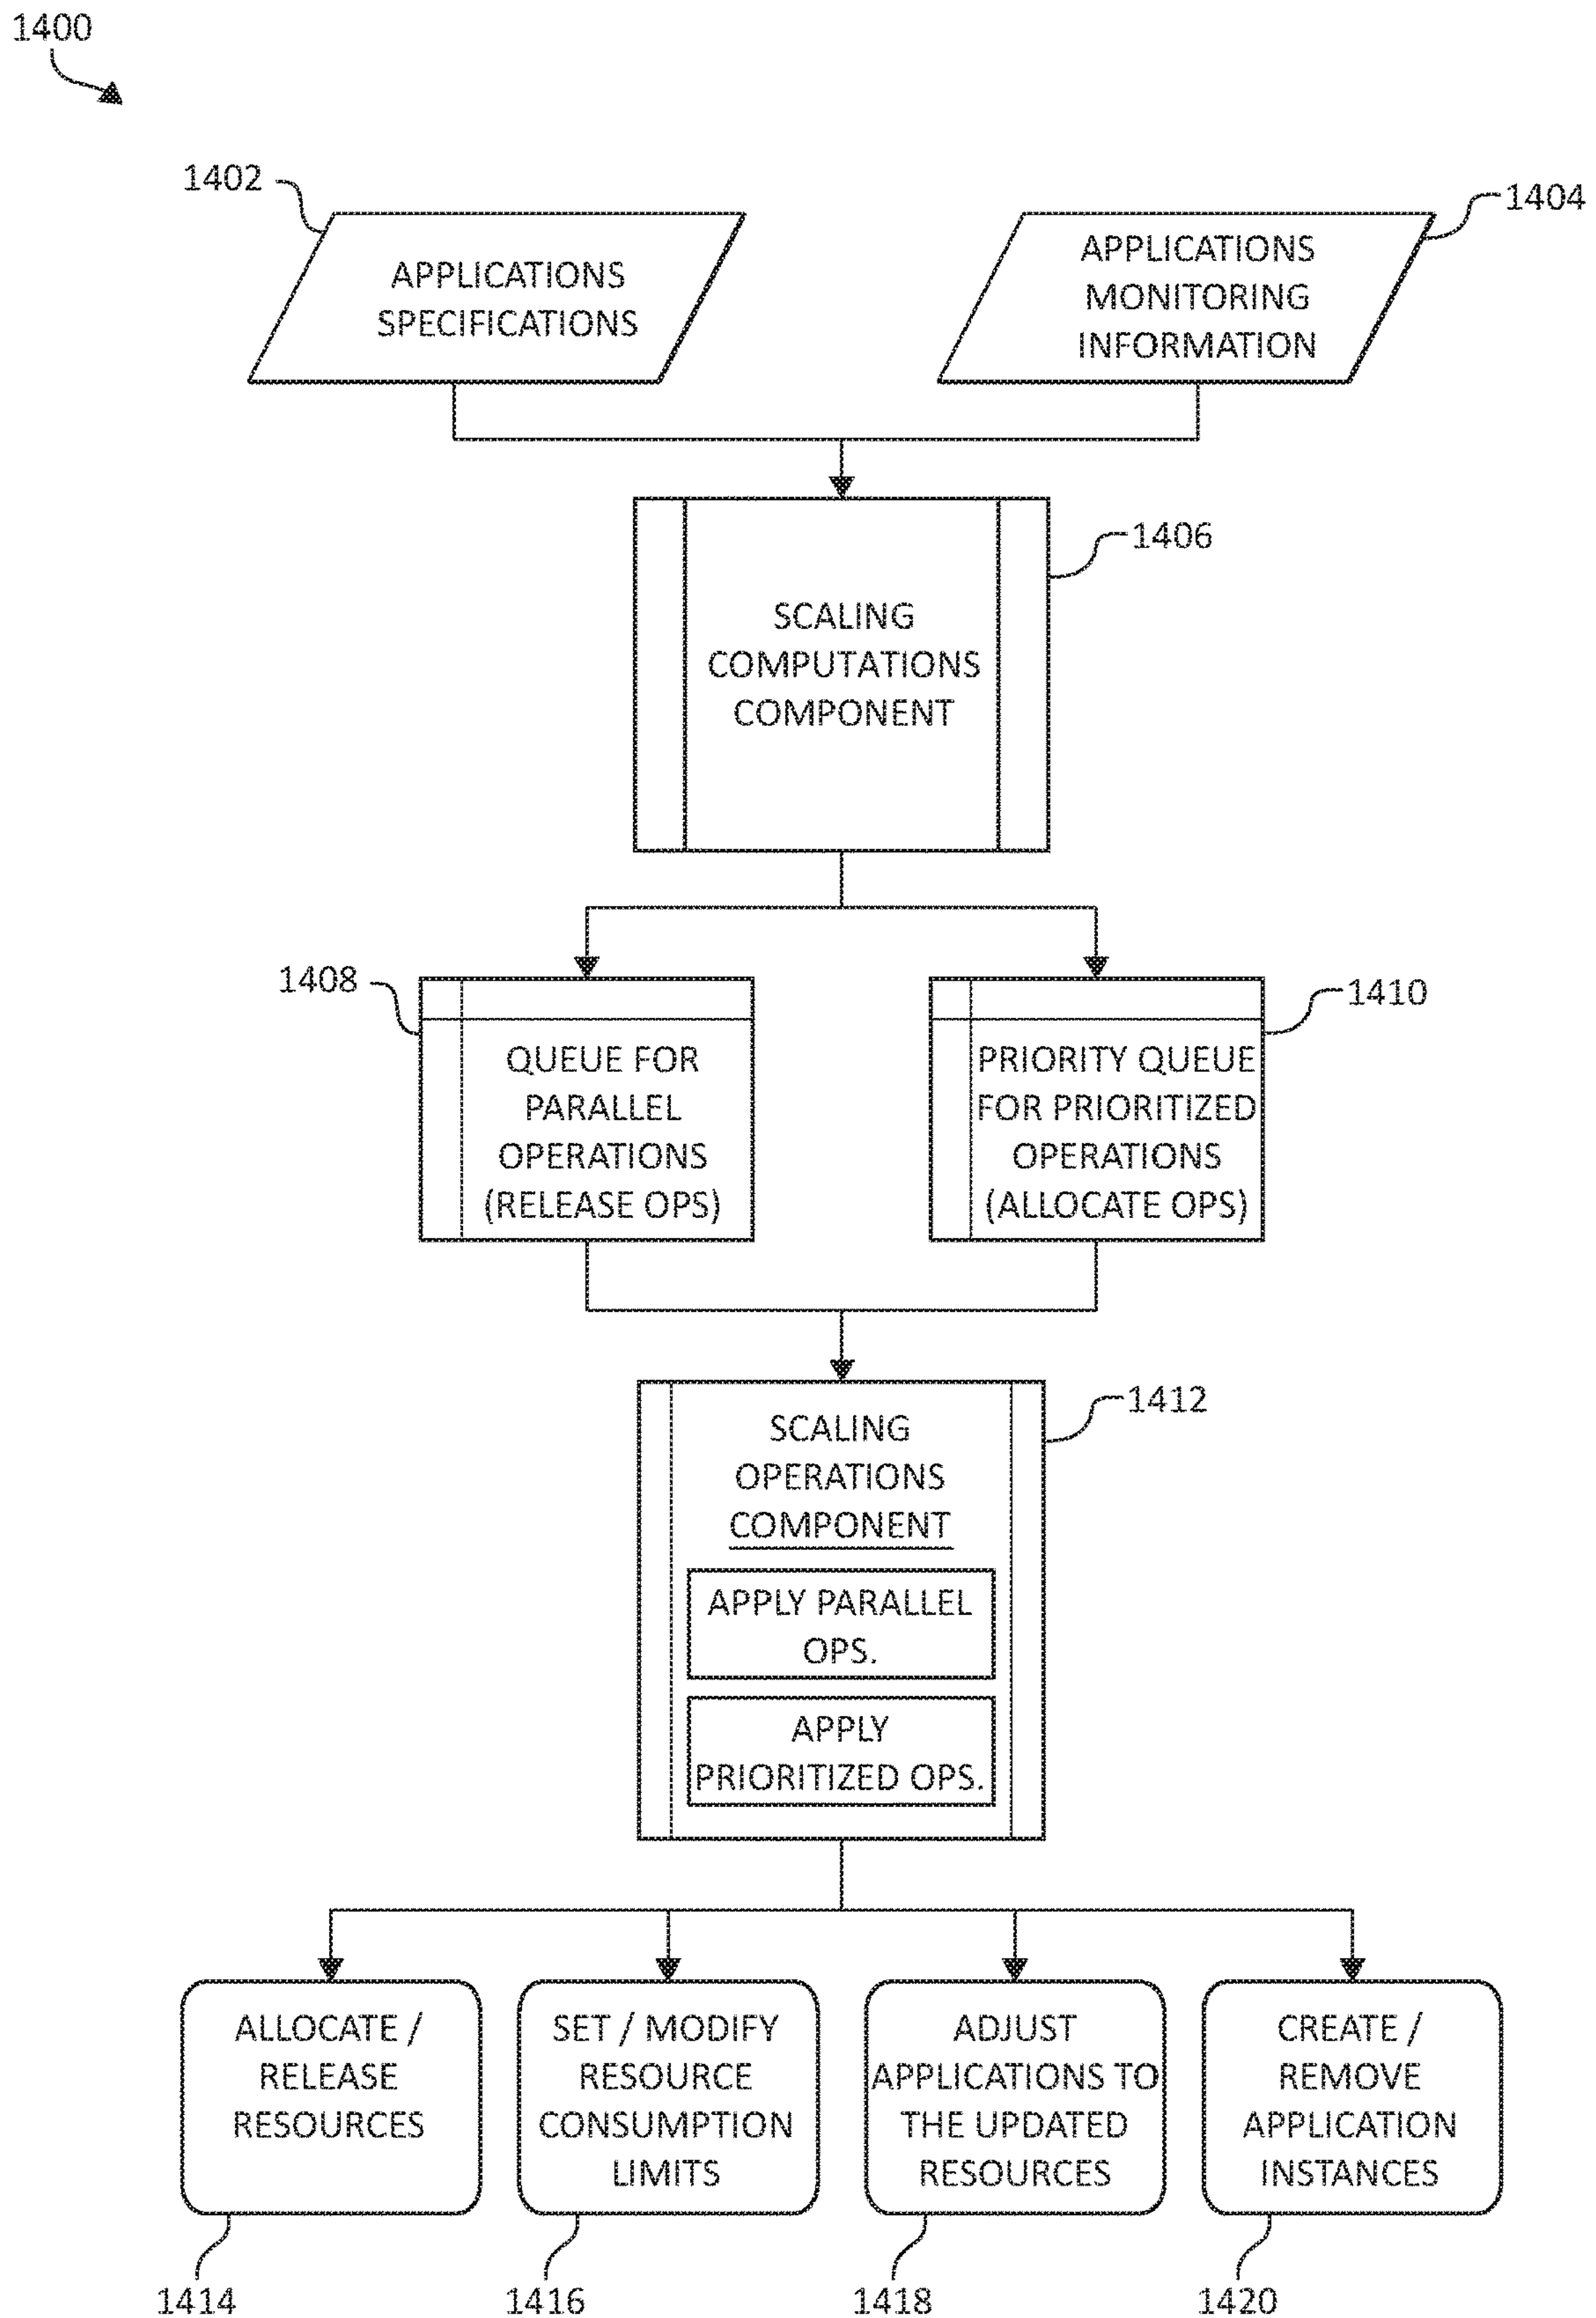 1400
1402
1404
APPLICATIONS
SPECIFICATIONS
APPLICATIONS
MONITORING
INFORMATION
1406
SCALING
COMPUTATIONS
COMPONENT
1408
1410
QUEUE FOR
PARALLEL
OPERATIONS
(RELEASE OPS)
PRIORITY QUEUE
FOR PRIORITIZED
OPERATIONS
(ALLOCATE OPS)
1412
SCALING
OPERATIONS
COMPONENT
APPLY PARALLEL
OPS.
APPLY
PRIORITIZED OPS.
ALLOCATE /
RELEASE
RESOURCES
SET / MODIFY
RESOURCE
CONSUMPTION
LIMITS
ADJUST
APPLICATIONS TO
THE UPDATED
RESOURCES
CREATE /
REMOVE
APPLICATION
INSTANCES
1414
1416
1418
1420